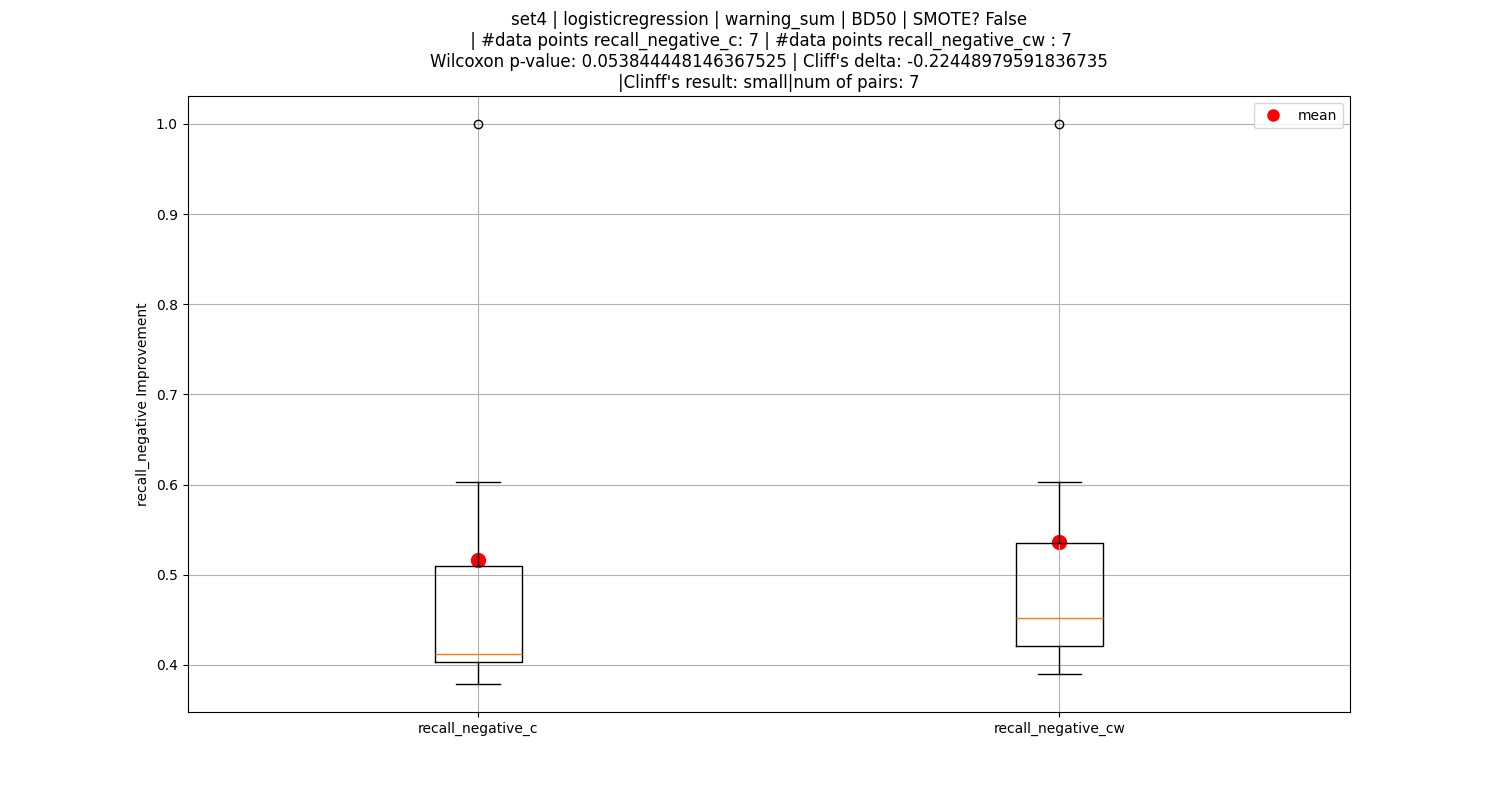 set4 | logisticregression | warning_sum | BD50 | SMOTE? False
| #data points recall_negative_c: 7 | #data points recall_negative_cw : 7
Wilcoxon p-value: 0.053844448146367525 | Cliff's delta: -0.22448979591836735
|Clinff's result: small|num of pairs: 7
mean
1.0
0.9
0.8
0.7
0.6
0.5
0.4
recall_negative Improvement
recall_negative_c
recall_negative_cw